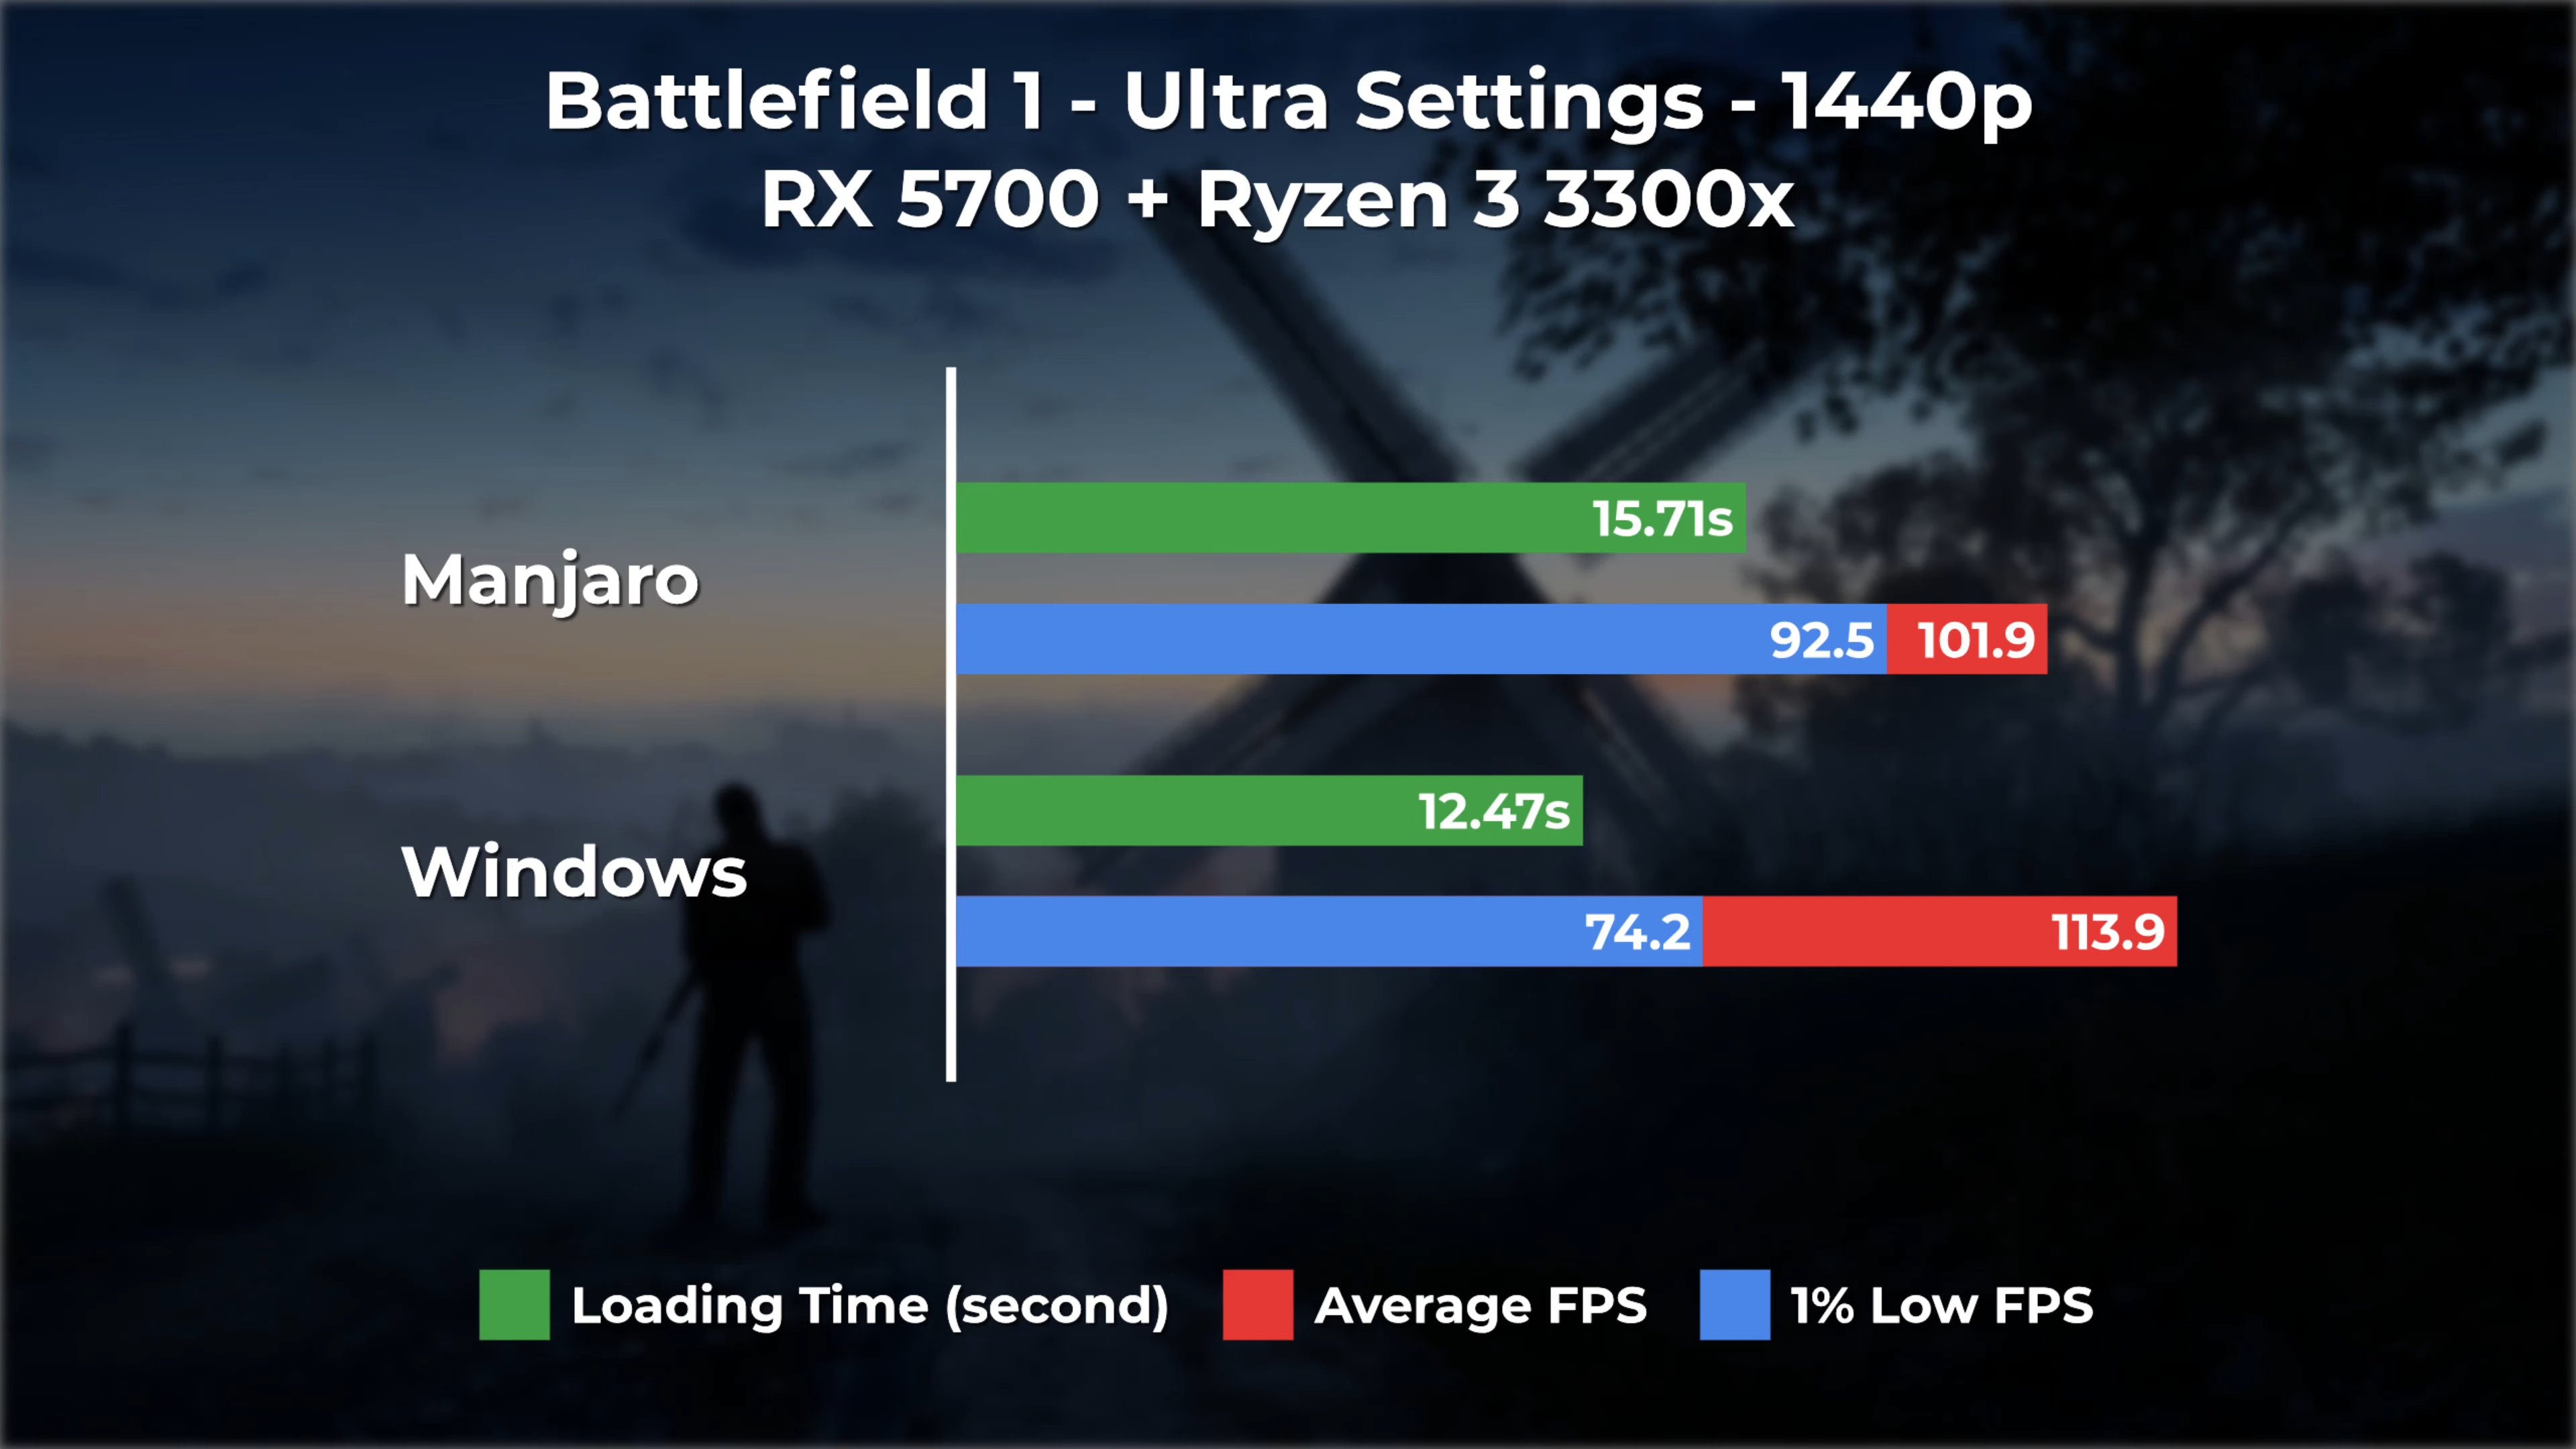 Battlefield 1 - Ultra Settings - 1440p
RX 5700 + Ryzen 3 3300x
Manjaro
15.71s
92.5 101.9
Windows
12.47s
74.2 113.9
Loading Time (second) Average FPS 1% Low FPS